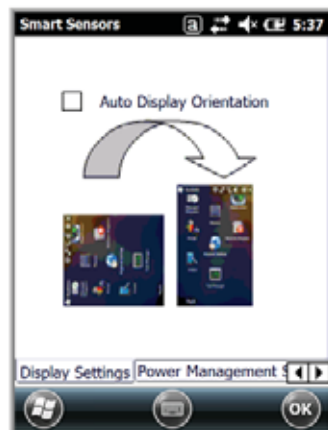 Smart Sensors a 5:37
Auto Display Orientation
Display Settings Power Management S
OK